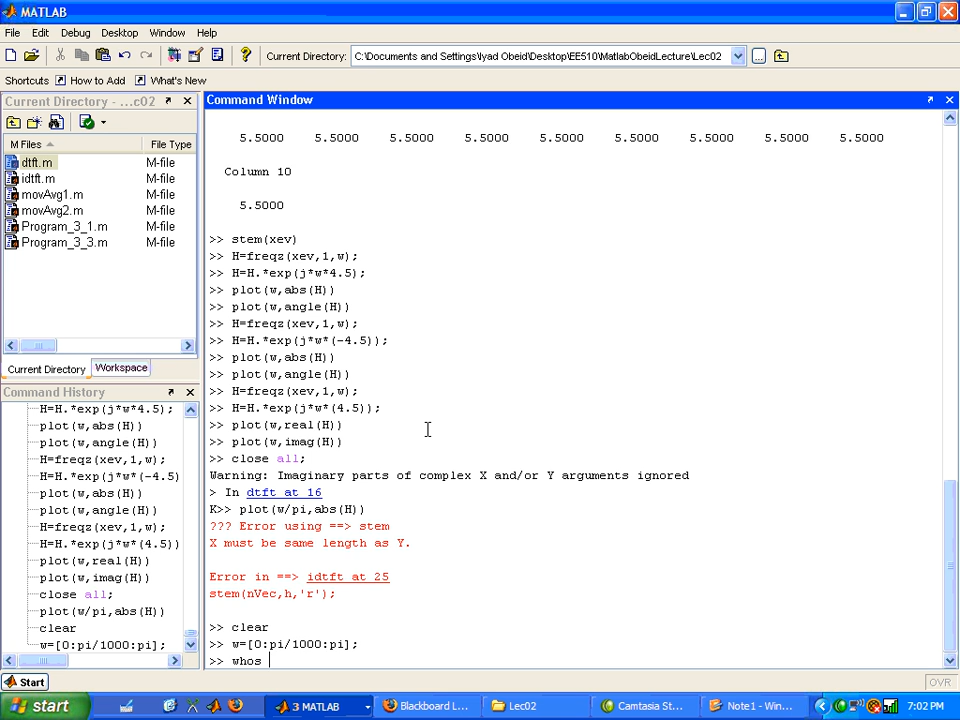 MATLAB
File Edit Debug Desktop Window Help
Current Directory: C:\Documents and Settings\Iyad Obeid\Desktop\EE510\MatlabObeidLecture\Lec02 ...
Shortcuts How to Add What's New
Current Directory - ...c02
M Files File Type
dtft.m M-file
idtft.m M-file
movAvg1.m M-file
movAvg2.m M-file
Program_3_1.m M-file
Program_3_3.m M-file
Current Directory Workspace
Command History
H=H.*exp(j*w*4.5);
plot(w,abs(H))
plot(w,angle(H))
H=freqz(xev,1,w);
H=H.*exp(j*w*(-4.5)
plot(w,abs(H))
plot(w,angle(H))
H=freqz(xev,1,w);
H=H.*exp(j*w*(4.5))
plot(w,real(H))
plot(w,imag(H))
close all;
plot(w/pi,abs(H))
clear
w=[0:pi/1000:pi];
Command Window
5.5000 5.5000 5.5000 5.5000 5.5000 5.5000 5.5000 5.5000 5.5000
Column 10
5.5000
>> stem(xev)
>> H=freqz(xev,1,w);
>> H=H.*exp(j*w*4.5);
>> plot(w,abs(H))
>> plot(w,angle(H))
>> H=freqz(xev,1,w);
>> H=H.*exp(j*w*(-4.5));
>> plot(w,abs(H))
>> plot(w,angle(H))
>> H=freqz(xev,1,w);
>> H=H.*exp(j*w*(4.5));
>> plot(w,real(H))
>> plot(w,imag(H))
>> close all;
Warning: Imaginary parts of complex X and/or Y arguments ignored
> In dtft at 16
K>> plot(w/pi,abs(H))
??? Error using ==> stem
X must be same length as Y.
Error in ==> idtft at 25
stem(nVec,h,'r');
>> clear
>> w=[0:pi/1000:pi];
>> whos
Start OVR
start 3 MATLAB Blackboard L... Lec02 Camtasia St... Note1 - Win... 7:02 PM